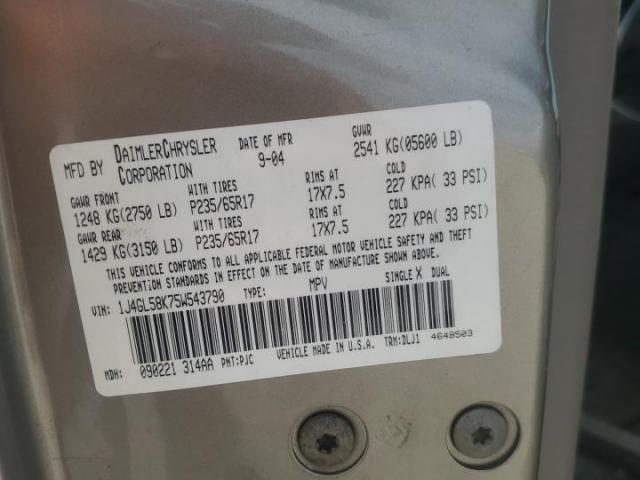 MFD BY DAIMLERCHRYSLER CORPORATION DATE OF MFR 9-04 GVWR 2541 KG(05600 LB)
GAWR FRONT WITH TIRES RIMS AT COLD
1248 KG(2750 LB) P235/65R17 17X7.5 227 KPA( 33 PSI)
GAWR REAR WITH TIRES RIMS AT COLD
1429 KG(3150 LB) P235/65R17 17X7.5 227 KPA( 33 PSI)
THIS VEHICLE CONFORMS TO ALL APPLICABLE FEDERAL MOTOR VEHICLE SAFETY AND THEFT
PREVENTION STANDARDS IN EFFECT ON THE DATE OF MANUFACTURE SHOWN ABOVE.
VIN: 1J4GL58K75W543790 TYPE: MPV SINGLE X DUAL
MDH: 090221 314AA PNT:PJC VEHICLE MADE IN U.S.A. TRM:DLJ1 4648503